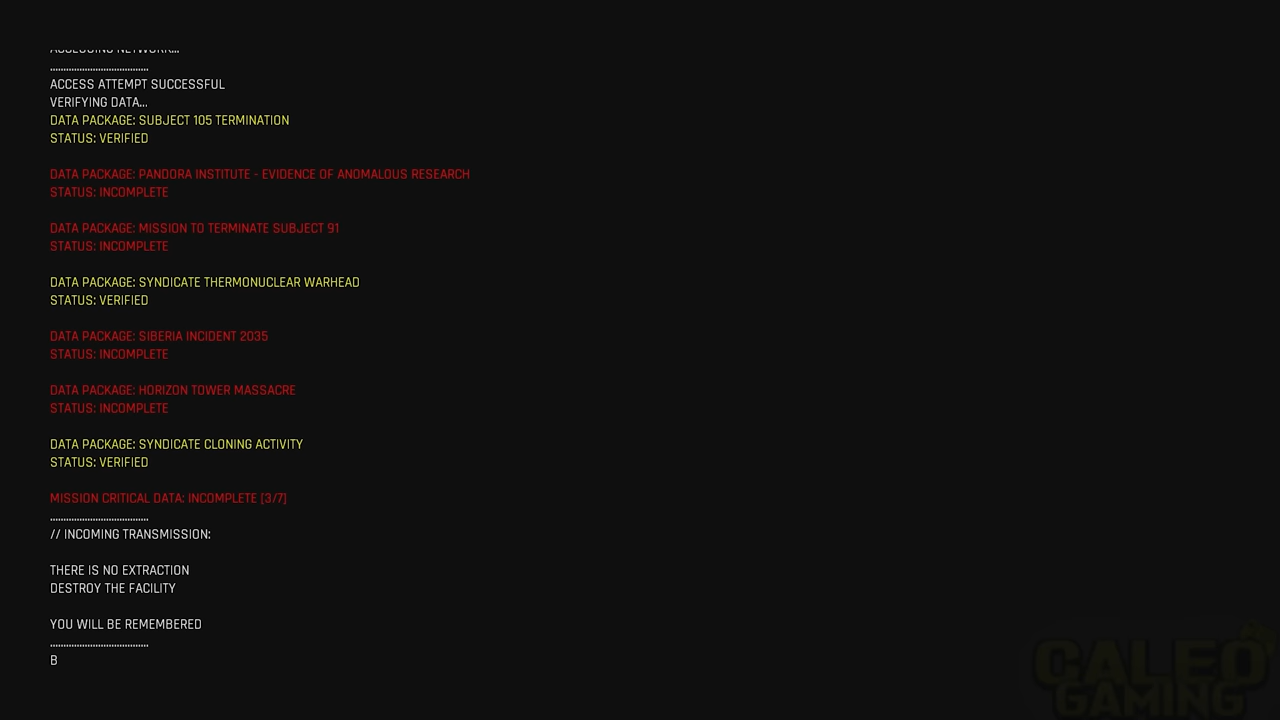 ACCESSING NETWORK...
...................................
ACCESS ATTEMPT SUCCESSFUL
VERIFYING DATA...
DATA PACKAGE: SUBJECT 105 TERMINATION
STATUS: VERIFIED
DATA PACKAGE: PANDORA INSTITUTE - EVIDENCE OF ANOMALOUS RESEARCH
STATUS: INCOMPLETE
DATA PACKAGE: MISSION TO TERMINATE SUBJECT 91
STATUS: INCOMPLETE
DATA PACKAGE: SYNDICATE THERMONUCLEAR WARHEAD
STATUS: VERIFIED
DATA PACKAGE: SIBERIA INCIDENT 2035
STATUS: INCOMPLETE
DATA PACKAGE: HORIZON TOWER MASSACRE
STATUS: INCOMPLETE
DATA PACKAGE: SYNDICATE CLONING ACTIVITY
STATUS: VERIFIED
MISSION CRITICAL DATA: INCOMPLETE [3/7]
...................................
// INCOMING TRANSMISSION:
THERE IS NO EXTRACTION
DESTROY THE FACILITY
YOU WILL BE REMEMBERED
...................................
B
CALEO
GAMING